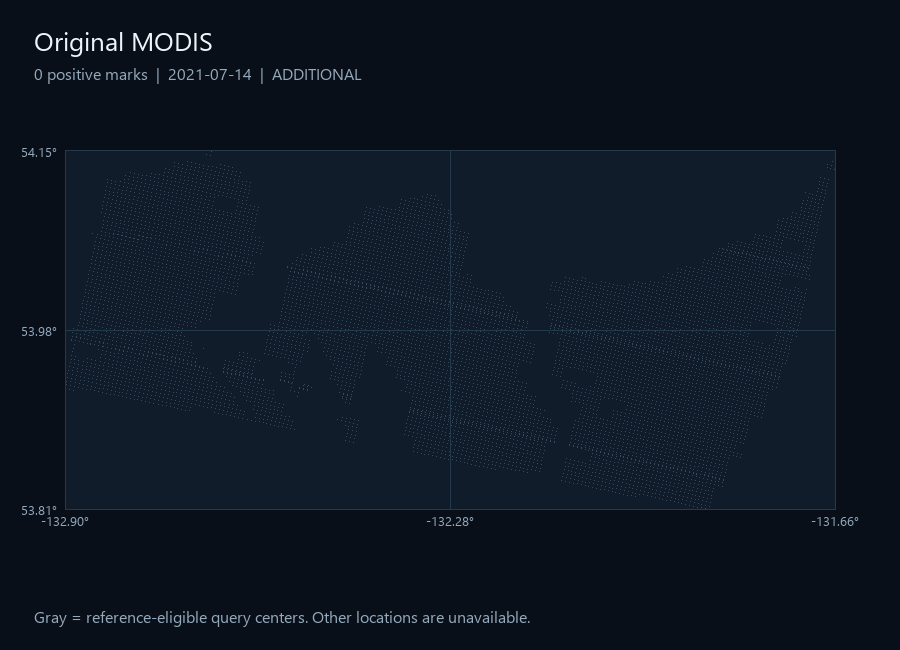 Original MODIS
0 positive marks | 2021-07-14 | ADDITIONAL
54.15°
53.98°
53.81°
-132.90°
-132.28°
-131.66°
Gray = reference-eligible query centers. Other locations are unavailable.